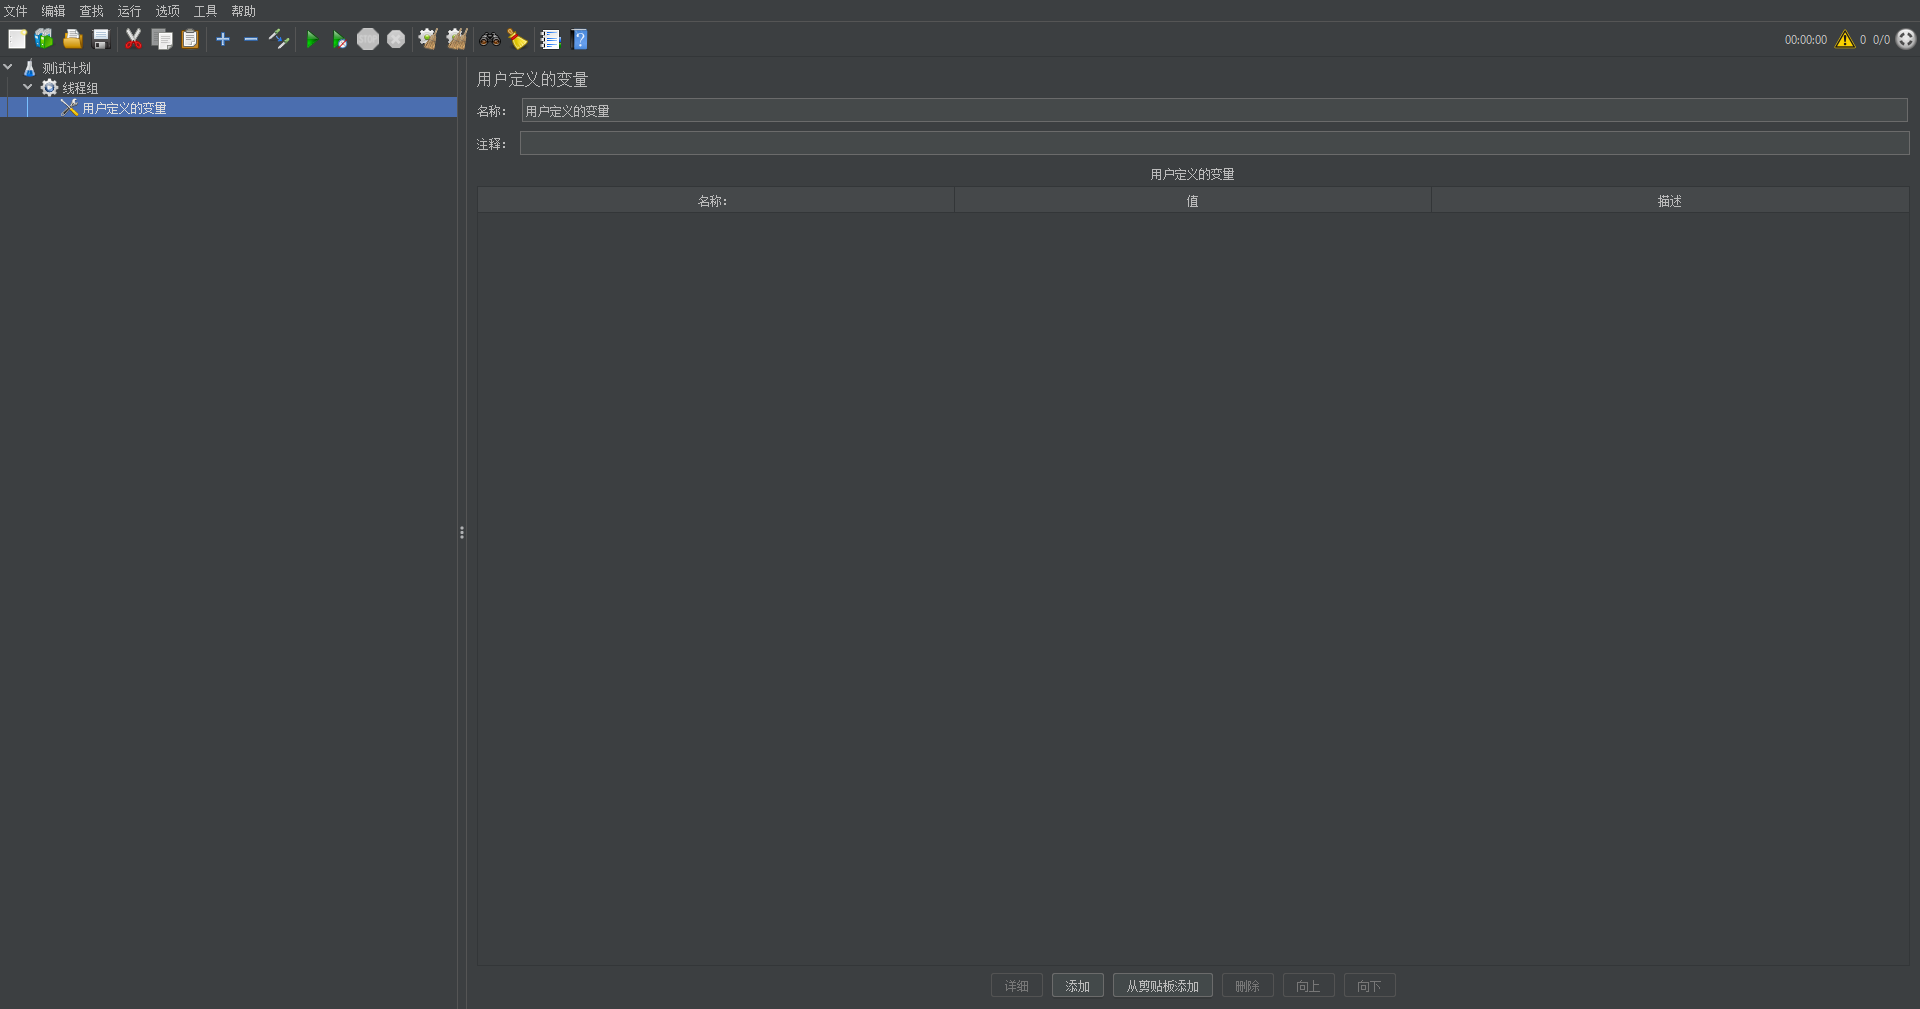 文件 编辑 查找 运行 选项 工具 帮助
00:00:00 0 0/0
测试计划
线程组
用户定义的变量
用户定义的变量
名称: 用户定义的变量
注释:
用户定义的变量
名称: 值 描述
详细 添加 从剪贴板添加 删除 向上 向下